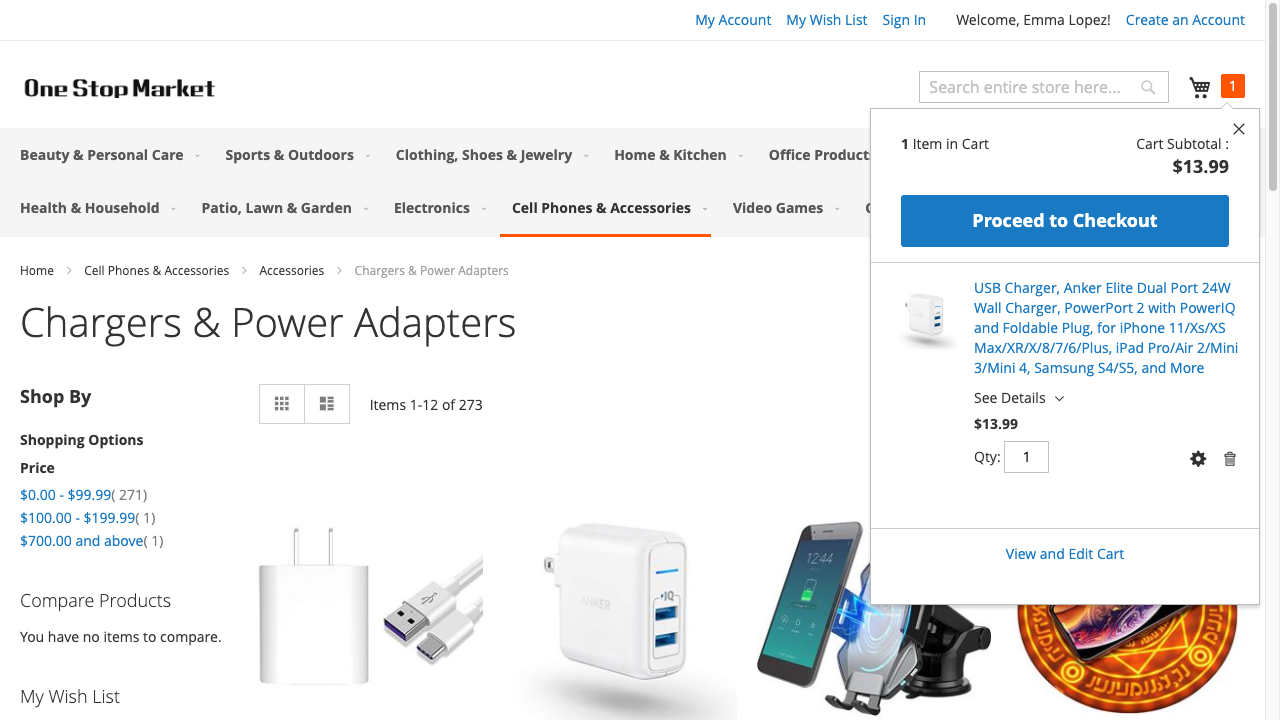 My Account My Wish List Sign In Welcome, Emma Lopez! Create an Account
One Stop Market
Search entire store here...
1
Beauty & Personal Care Sports & Outdoors Clothing, Shoes & Jewelry Home & Kitchen Office Product
Health & Household Patio, Lawn & Garden Electronics Cell Phones & Accessories Video Games
1 Item in Cart Cart Subtotal :
$13.99
Proceed to Checkout
USB Charger, Anker Elite Dual Port 24W
Wall Charger, PowerPort 2 with PowerIQ
and Foldable Plug, for iPhone 11/Xs/XS
Max/XR/X/8/7/6/Plus, iPad Pro/Air 2/Mini
3/Mini 4, Samsung S4/S5, and More
See Details
$13.99
Qty: 1
View and Edit Cart
Home Cell Phones & Accessories Accessories Chargers & Power Adapters
Chargers & Power Adapters
Shop By
Items 1-12 of 273
Shopping Options
Price
$0.00 - $99.99( 271)
$100.00 - $199.99( 1)
$700.00 and above( 1)
Compare Products
You have no items to compare.
My Wish List
ANKER
IQ